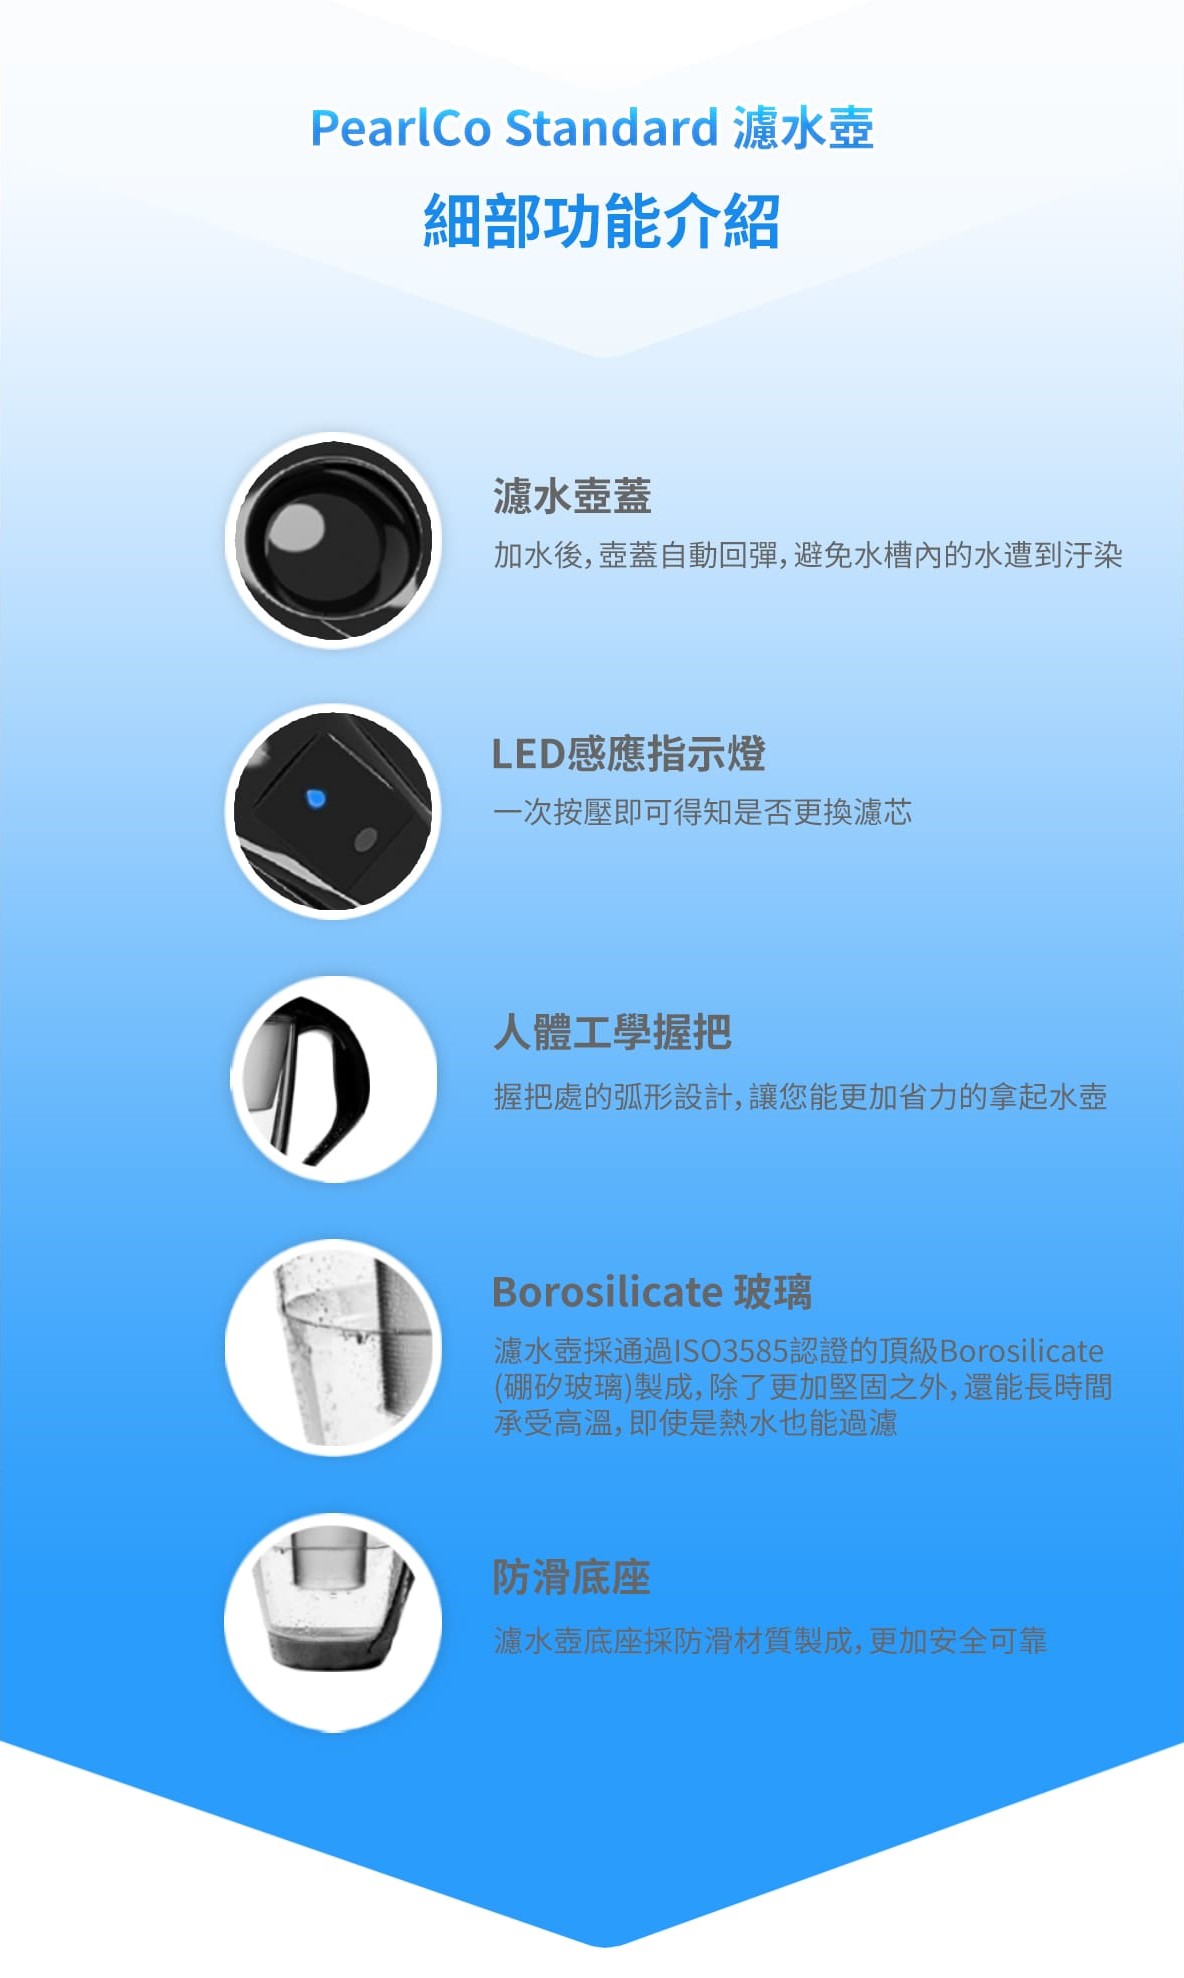 PearlCo Standard 濾水壺
細部功能介紹
濾水壺蓋
加水後, 壺蓋自動回彈, 避免水槽內的水遭到汙染
LED感應指示燈
一次按壓即可得知是否更換濾芯
人體工學握把
握把處的弧形設計, 讓您能更加省力的拿起水壺
Borosilicate 玻璃
濾水壺採通過ISO3585認證的頂級Borosilicate
(硼矽玻璃)製成, 除了更加堅固之外, 還能長時間
承受高溫, 即使是熱水也能過濾
防滑底座
濾水壺底座採防滑材質製成, 更加安全可靠